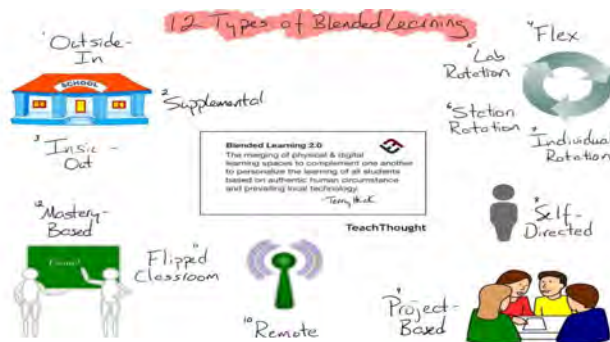 12 Types of Blended Learning
1 Outside-
In
SCHOOL
2 Supplemental
3 Insic -
Out
4 Flex
5 Lab
Rotation
6 Station
Rotation
7 Individual
Rotation
Blended Learning 2.0
The merging of physical & digital
learning spaces to complement one another
to personalize the learning of all students
based on authentic human circumstance
and prevailing local technology.
-Terry Heick
TeachThought
8 Self-
Directed
9 Project-
Based
10 Remote
11 Flipped
Classroom
12 Mastery-
Based